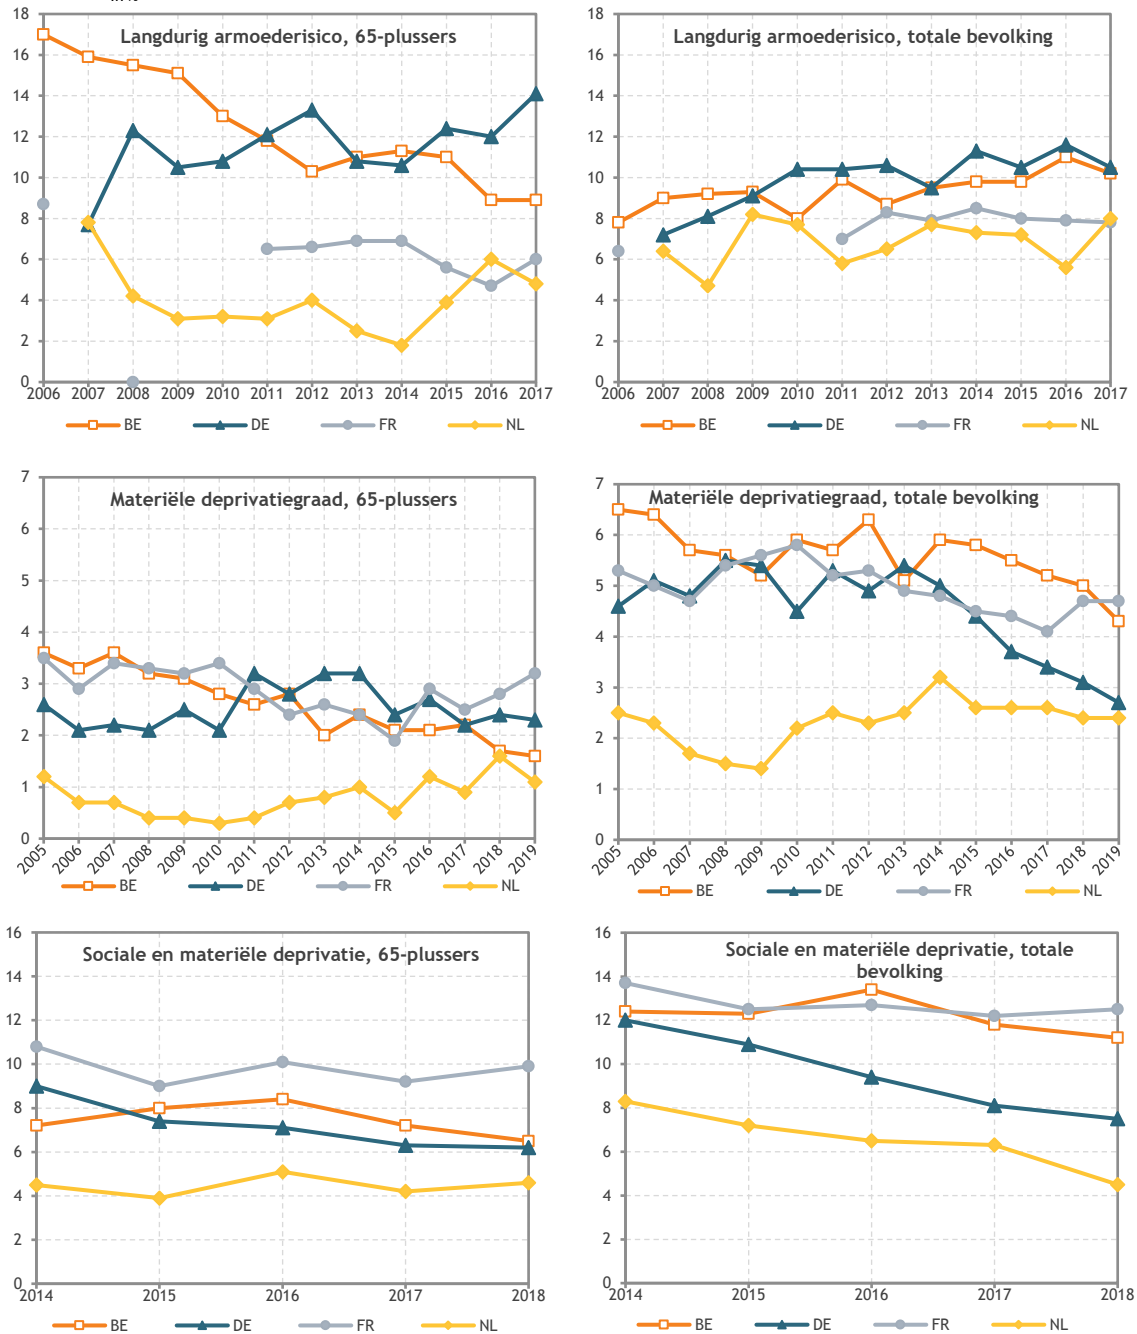 in%
Langdurig armoederisico, 65-plussers
18
16
14
12
10
8
6
4
2
0
2006 2007 2008 2009 2010 2011 2012 2013 2014 2015 2016 2017
BE DE FR NL
Langdurig armoederisico, totale bevolking
18
16
14
12
10
8
6
4
2
0
2006 2007 2008 2009 2010 2011 2012 2013 2014 2015 2016 2017
BE DE FR NL
Materiële deprivatiegraad, 65-plussers
7
6
5
4
3
2
1
0
2005 2006 2007 2008 2009 2010 2011 2012 2013 2014 2015 2016 2017 2018 2019
BE DE FR NL
Materiële deprivatiegraad, totale bevolking
7
6
5
4
3
2
1
0
2005 2006 2007 2008 2009 2010 2011 2012 2013 2014 2015 2016 2017 2018 2019
BE DE FR NL
Sociale en materiële deprivatie, 65-plussers
16
14
12
10
8
6
4
2
0
2014 2015 2016 2017 2018
BE DE FR NL
Sociale en materiële deprivatie, totale
bevolking
16
14
12
10
8
6
4
2
0
2014 2015 2016 2017 2018
BE DE FR NL